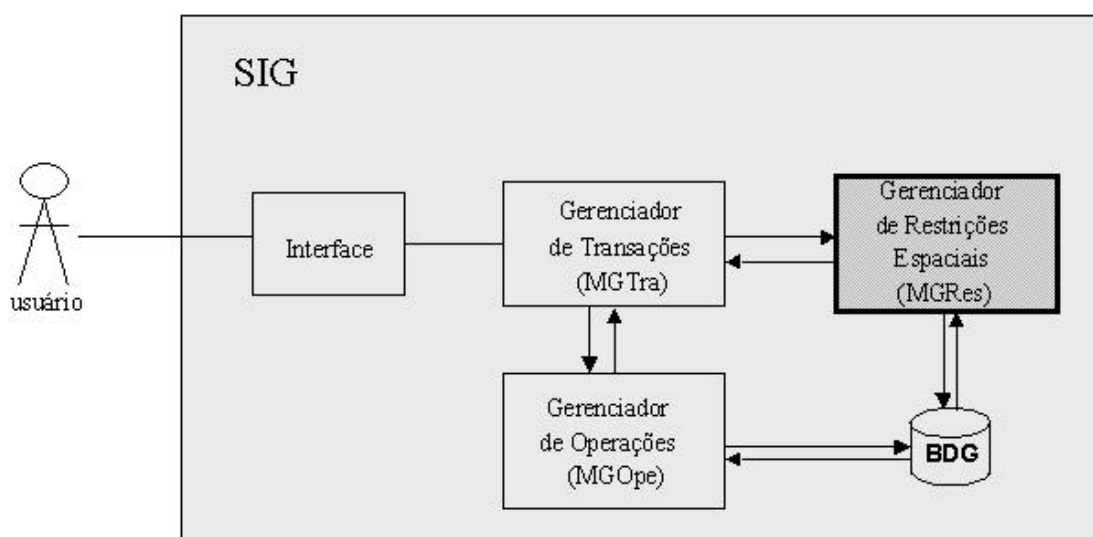 SIG
usuário
Interface
Gerenciador
de Transações
(MGTra)
Gerenciador
de Restrições
Espaciais
(MGRes)
Gerenciador
de Operações
(MGOpe)
BDG